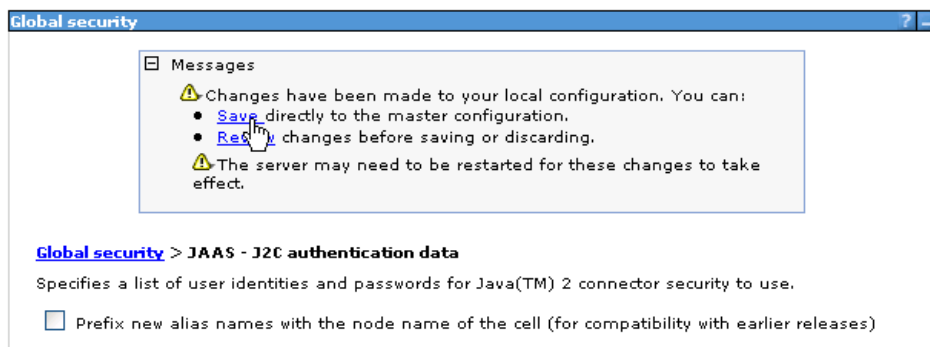 Global security ? –
Messages
Changes have been made to your local configuration. You can:
• Save directly to the master configuration.
• Review changes before saving or discarding.
The server may need to be restarted for these changes to take
effect.
Global security > JAAS - J2C authentication data
Specifies a list of user identities and passwords for Java(TM) 2 connector security to use.
Prefix new alias names with the node name of the cell (for compatibility with earlier releases)